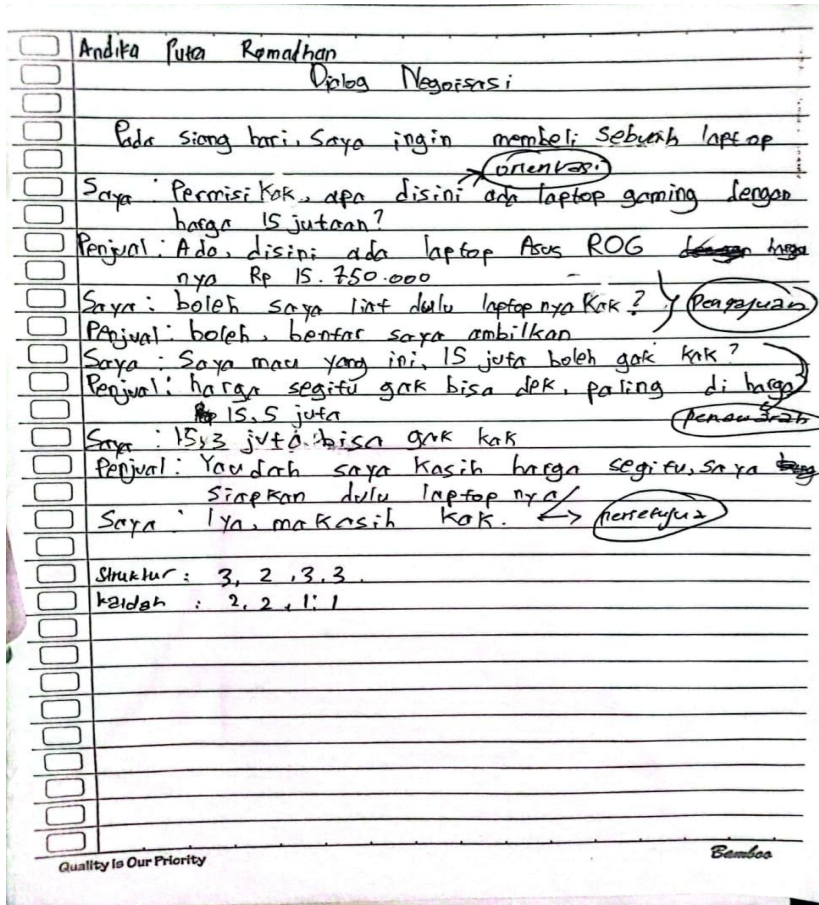 Andika Putra Ramadhan
Dialog Negoisasi
Pada siang hari, saya ingin membeli sebuah laptop
orientasi
Saya : Permisi kak, apa disini ada laptop gaming dengan
harga 15 jutaan?
Penjual : Ada, disini ada laptop Asus ROG harga
nya Rp 15.750.000
Saya : boleh saya liat dulu laptop nya kak ? pengajuan
Penjual : boleh, bentar saya ambilkan
Saya : Saya mau yang ini, 15 juta boleh gak kak ?
Penjual : harga segitu gak bisa dek, paling di harga
15,5 juta penawaran
Saya : 15,3 juta bisa gak kak
Penjual : Yaudah saya kasih harga segitu, saya
siapkan dulu laptop nya
Saya : Iya, makasih kak. persetujua
Struktur : 3, 2, 3, 3.
kaidah : 2, 2, 1: 1
Quality Is Our Priority
Bamboo